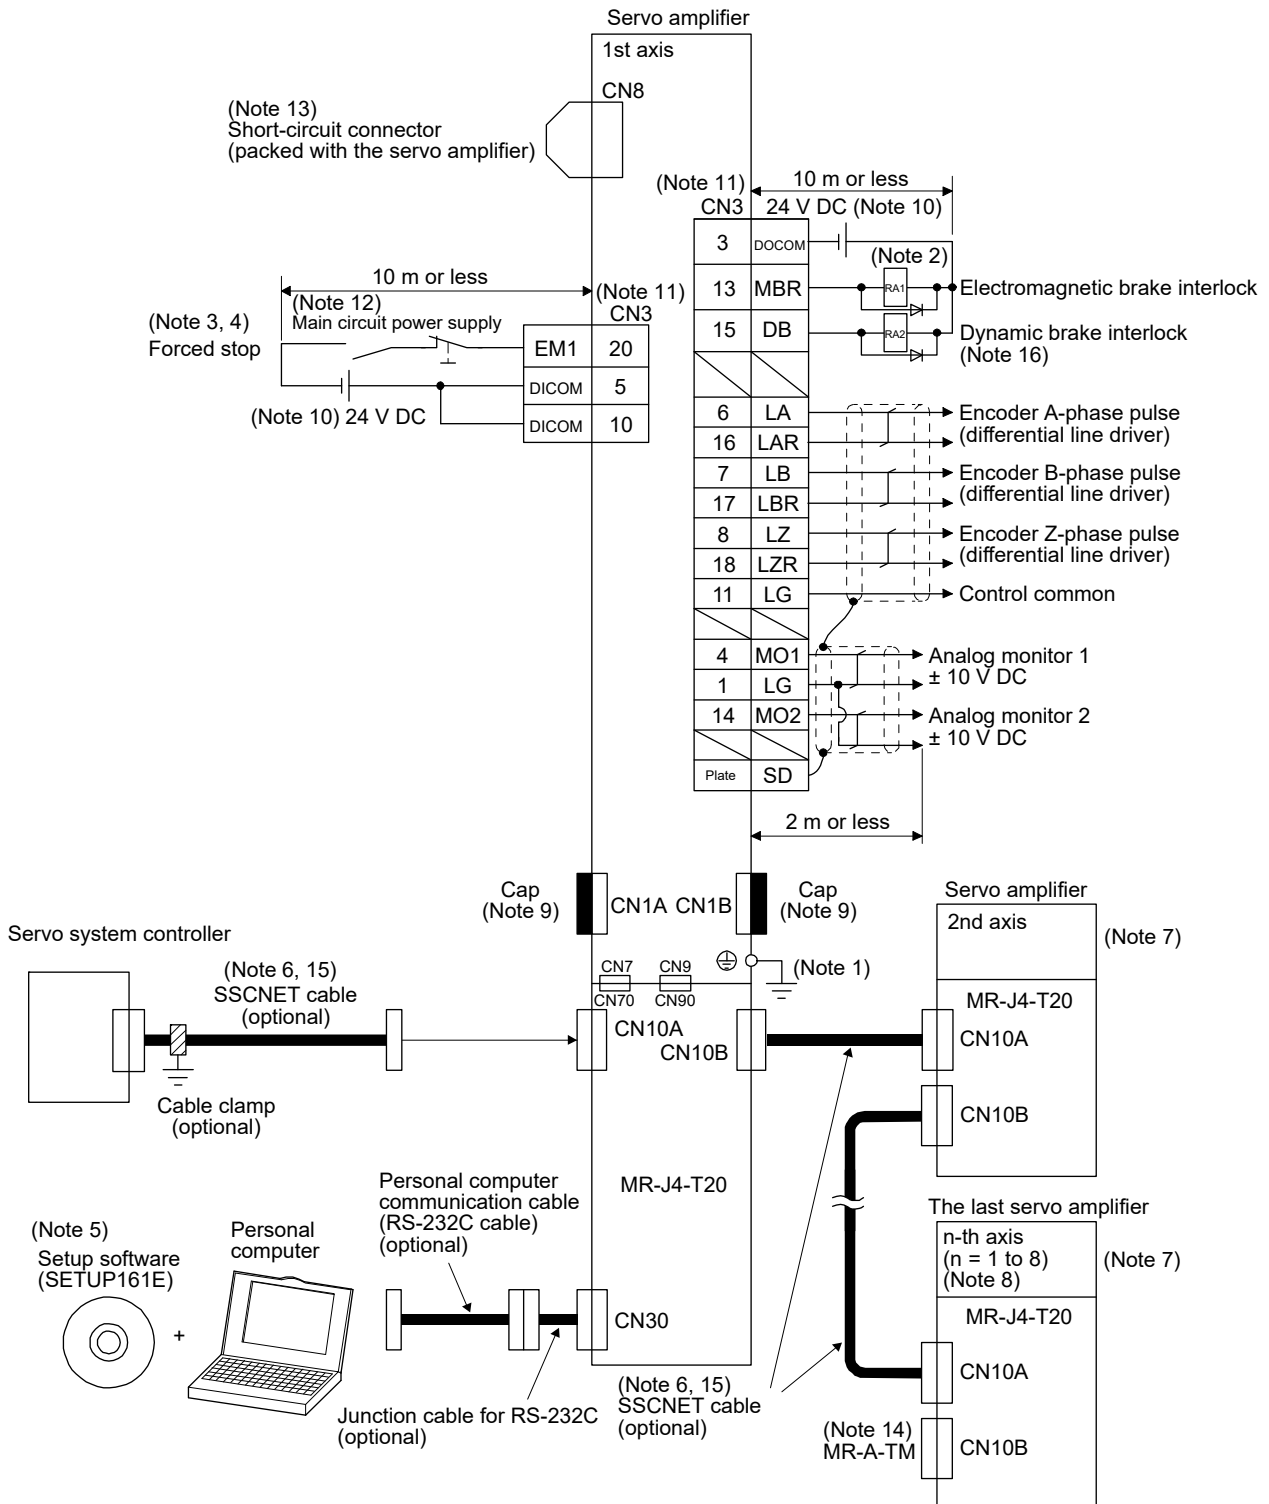 Servo amplifier
1st axis
CN8
(Note 13)
Short-circuit connector
(packed with the servo amplifier)
(Note 11)
CN3
10 m or less
24 V DC (Note 10)
3 DOCOM
(Note 2)
13 MBR RA1 Electromagnetic brake interlock
15 DB RA2 Dynamic brake interlock
(Note 16)
10 m or less
(Note 12)
Main circuit power supply
(Note 11)
CN3
(Note 3, 4)
Forced stop
EM1 20
DICOM 5
DICOM 10
(Note 10) 24 V DC
6 LA Encoder A-phase pulse
16 LAR (differential line driver)
7 LB Encoder B-phase pulse
17 LBR (differential line driver)
8 LZ Encoder Z-phase pulse
18 LZR (differential line driver)
11 LG Control common
4 MO1 Analog monitor 1
1 LG ± 10 V DC
14 MO2 Analog monitor 2
± 10 V DC
Plate SD
2 m or less
Cap
(Note 9)
CN1A CN1B
Cap
(Note 9)
Servo amplifier
2nd axis
(Note 7)
Servo system controller
(Note 6, 15)
SSCNET cable
(optional)
CN7 CN9
CN70 CN90
(Note 1)
MR-J4-T20
CN10A
CN10B
CN10A
CN10B
Cable clamp
(optional)
MR-J4-T20
Personal computer
communication cable
(RS-232C cable)
(optional)
The last servo amplifier
n-th axis
(n = 1 to 8)
(Note 8)
(Note 7)
(Note 5)
Setup software
(SETUP161E)
Personal
computer
+
MR-J4-T20
CN30
CN10A
Junction cable for RS-232C
(optional)
(Note 6, 15)
SSCNET cable
(optional)
(Note 14)
MR-A-TM
CN10B